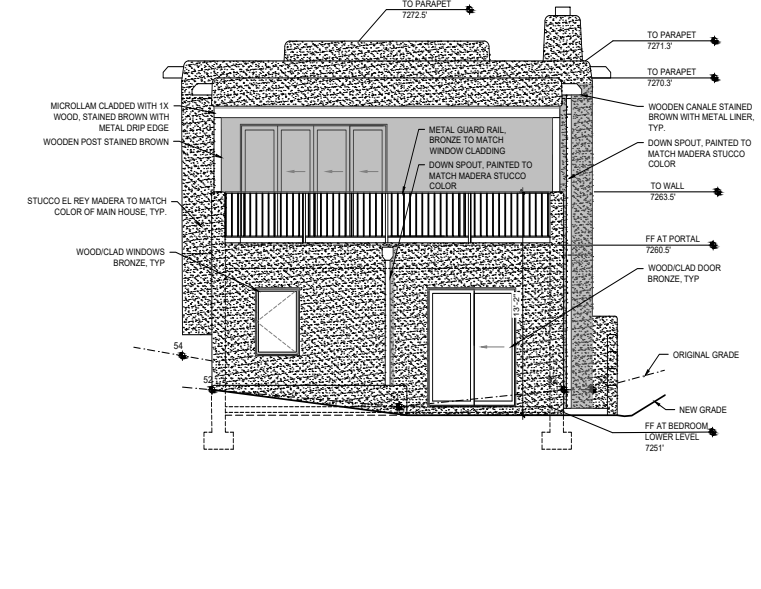 TO PARAPET
7272.5'
TO PARAPET
7271.3'
TO PARAPET
7270.3'
MICROLLAM CLADDED WITH 1X
WOOD, STAINED BROWN WITH
METAL DRIP EDGE
WOODEN POST STAINED BROWN
WOODEN CANALE STAINED
BROWN WITH METAL LINER,
TYP.
METAL GUARD RAIL,
BRONZE TO MATCH
WINDOW CLADDING
DOWN SPOUT, PAINTED TO
MATCH MADERA STUCCO
COLOR
DOWN SPOUT, PAINTED TO
MATCH MADERA STUCCO
COLOR
TO WALL
7263.5'
STUCCO EL REY MADERA TO MATCH
COLOR OF MAIN HOUSE, TYP.
FF AT PORTAL
7260.5'
WOOD/CLAD WINDOWS
BRONZE, TYP
WOOD/CLAD DOOR
BRONZE, TYP
13'-2"
54
ORIGINAL GRADE
52
NEW GRADE
FF AT BEDROOM,
LOWER LEVEL
7251'